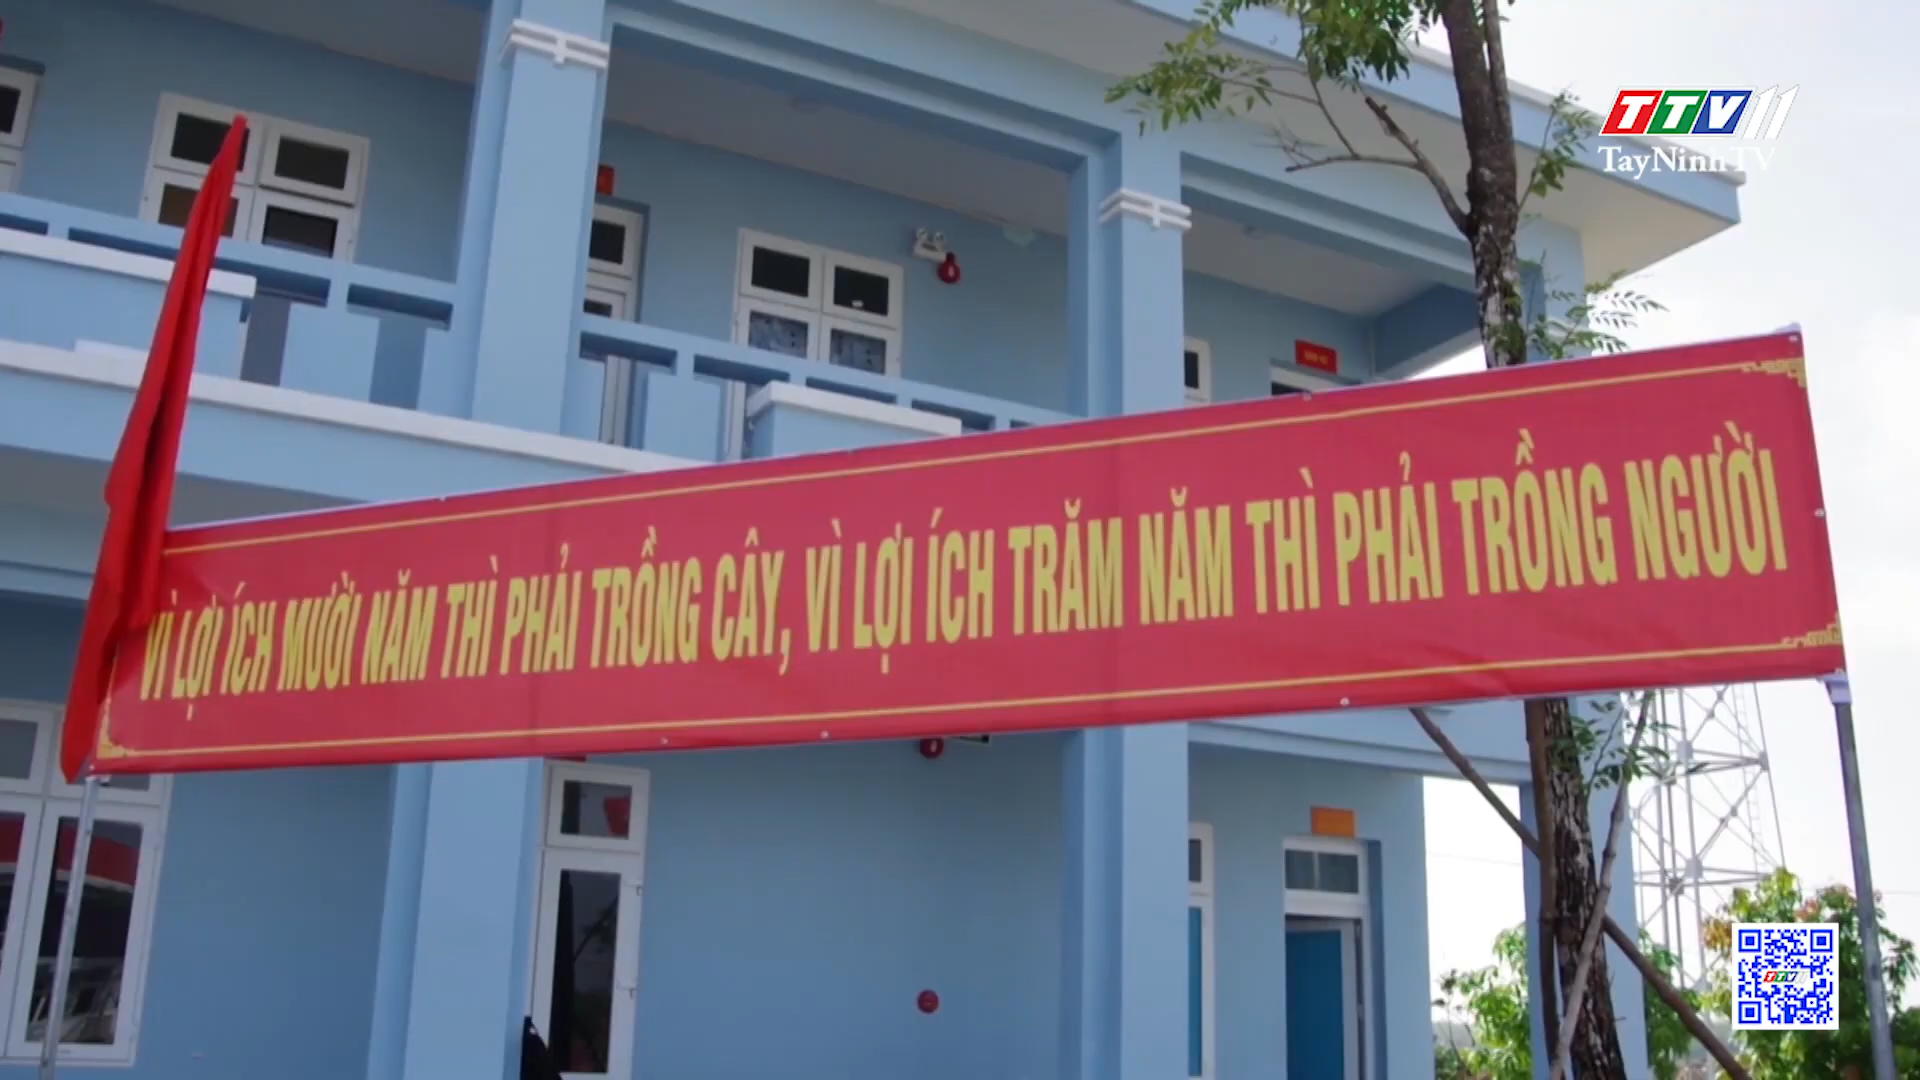 TTV11
TayNinhTV
VÌ LỢI ÍCH MƯỜI NĂM THÌ PHẢI TRỒNG CÂY, VÌ LỢI ÍCH TRĂM NĂM THÌ PHẢI TRỒNG NGƯỜI
TTV11